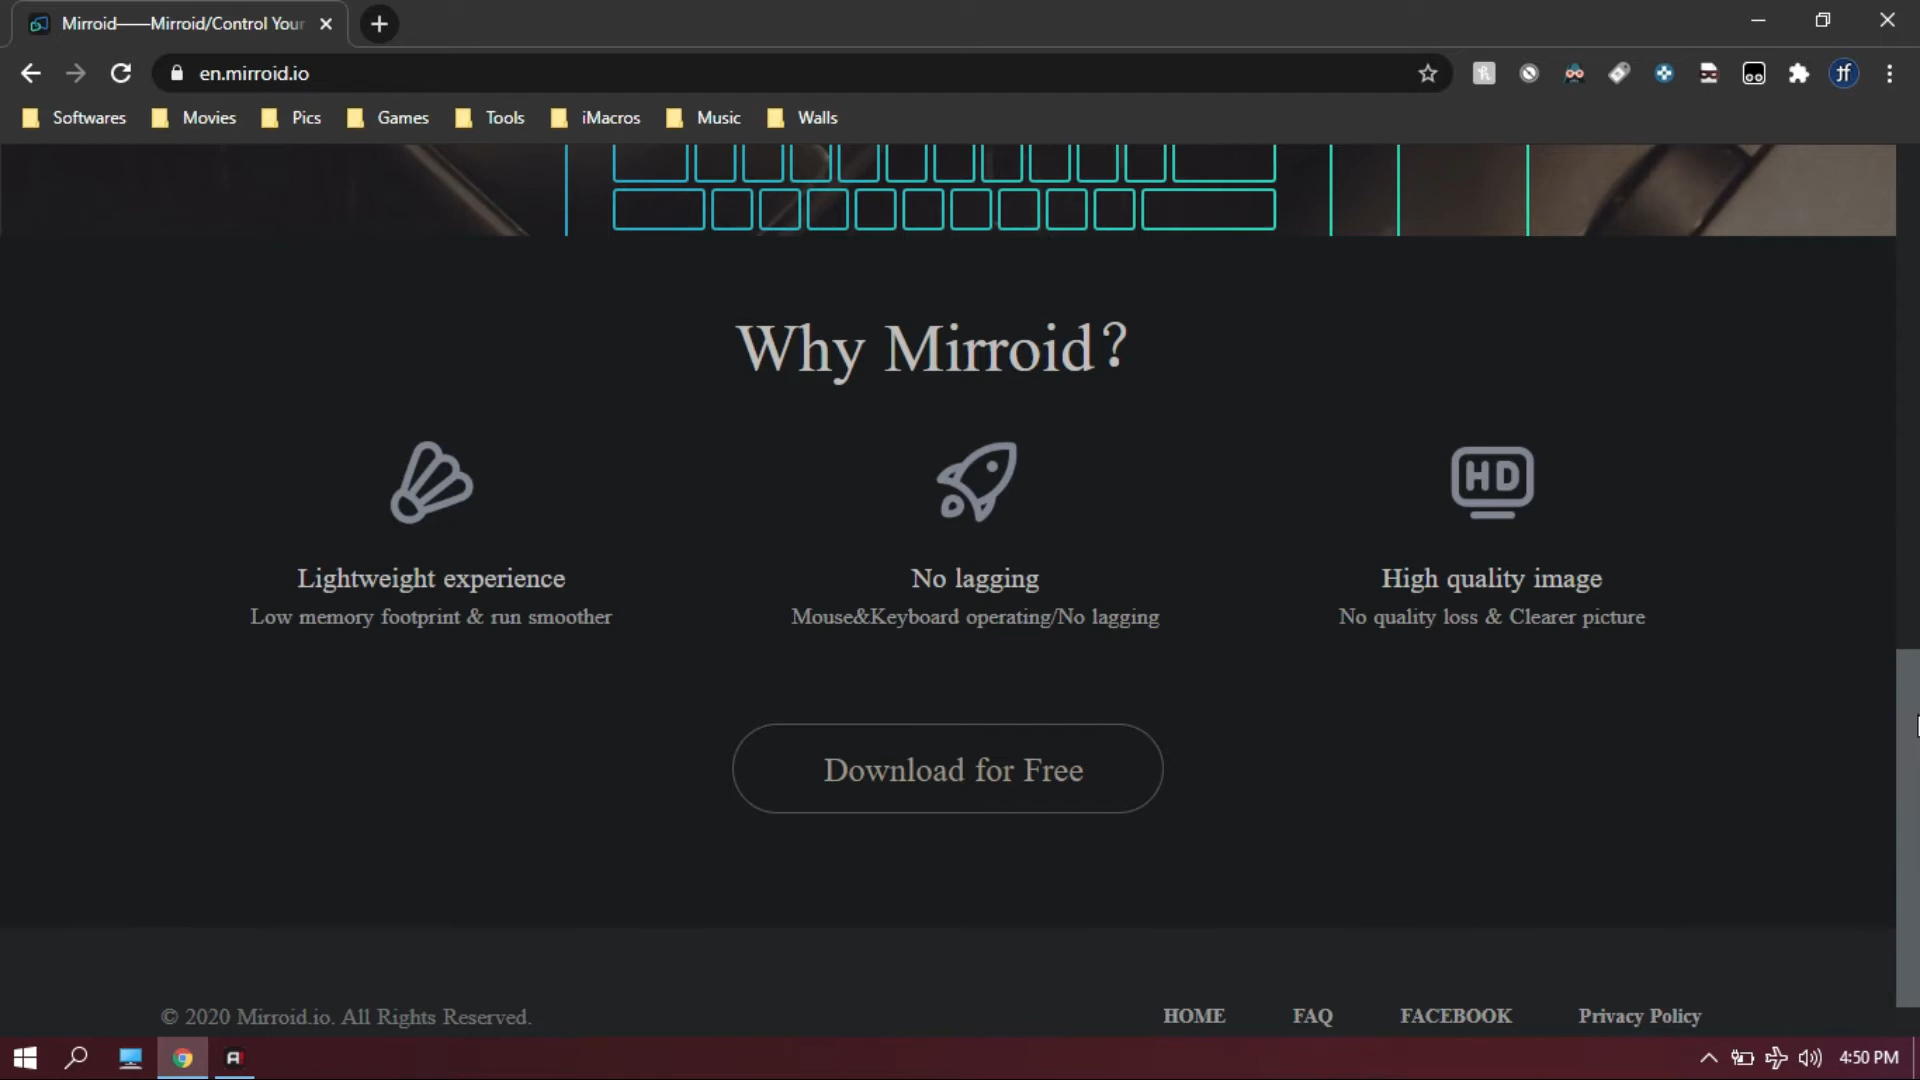 Mirroid——Mirroid/Control Your
en.mirroid.io
Softwares Movies Pics Games Tools iMacros Music Walls
Why Mirroid?
HD
Lightweight experience
Low memory footprint & run smoother
No lagging
Mouse&Keyboard operating/No lagging
High quality image
No quality loss & Clearer picture
Download for Free
© 2020 Mirroid.io. All Rights Reserved.
HOME FAQ FACEBOOK Privacy Policy
4:50 PM